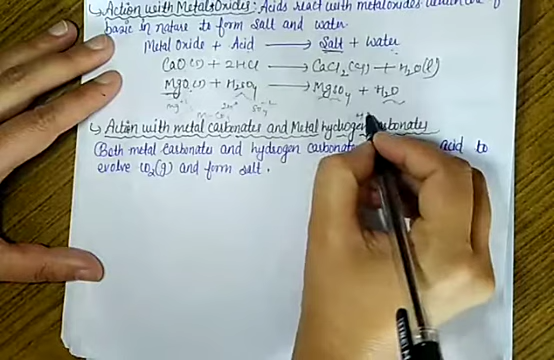 ↳ Action with Metal Oxides: Acids react with metal oxides which are
basic in nature to form Salt and water.
Metal Oxide + Acid ⟶ Salt + Water
CaO(s) + 2HCl ⟶ CaCl₂(aq) + H₂O(l)
MgO(s) + H₂SO₄ ⟶ MgSO₄ + H₂O
↳ Action with metal carbonates and Metal hydrogen carbonates
(Both metal carbonates and hydrogen carbonate acid to
evolve CO₂(g) and form salt.